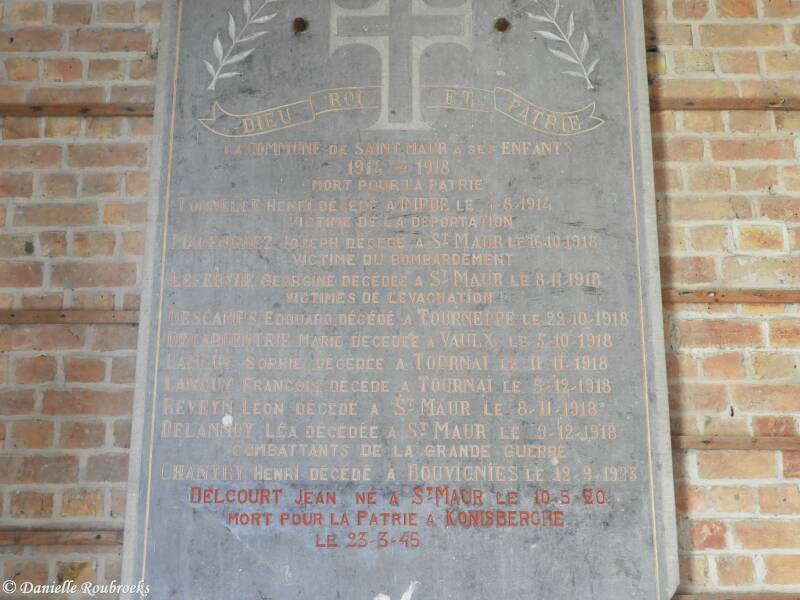 DIEU ROI ET PATRIE
LA COMMUNE DE SAINT-MAUR A SES ENFANTS
1914 - 1918
MORT POUR LA PATRIE
TONNELLE HENRI DÉCÉDÉ À IMPDE LE 4-8-1914
VICTIME DE LA DÉPORTATION
JOSEPH DÉCÉDÉ À ST MAUR LE 16-10-1918
VICTIME DU BOMBARDEMENT
LEFEBVRE GEORGINE DÉCÉDÉE À ST MAUR LE 8-11-1918
VICTIMES DE L'EVACUATION
DESCAMPS EDOUARD DÉCÉDÉ À TOURNEPPE LE 22-10-1918
DECARPENTRIE MARIE DÉCÉDÉE À VAULX LE 5-10-1918
LANGUY SOPHIE DÉCÉDÉE À TOURNAI LE 11-11-1918
LANGUY FRANÇOIS DÉCÉDÉ À TOURNAI LE 5-12-1918
REVEYN LÉON DÉCÉDÉ À ST MAUR LE 8-11-1918
DELANNOY LÉA DÉCÉDÉE À ST MAUR LE 9-12-1918
COMBATTANTS DE LA GRANDE GUERRE
CHANTRY HENRI DÉCÉDÉ À ROUVIGNIES LE 12-9-1923
DELCOURT JEAN NÉ À ST MAUR LE 10-5-20
MORT POUR LA PATRIE À KONISBERGHE
LE 23-3-45
© Danielle Roubroeks